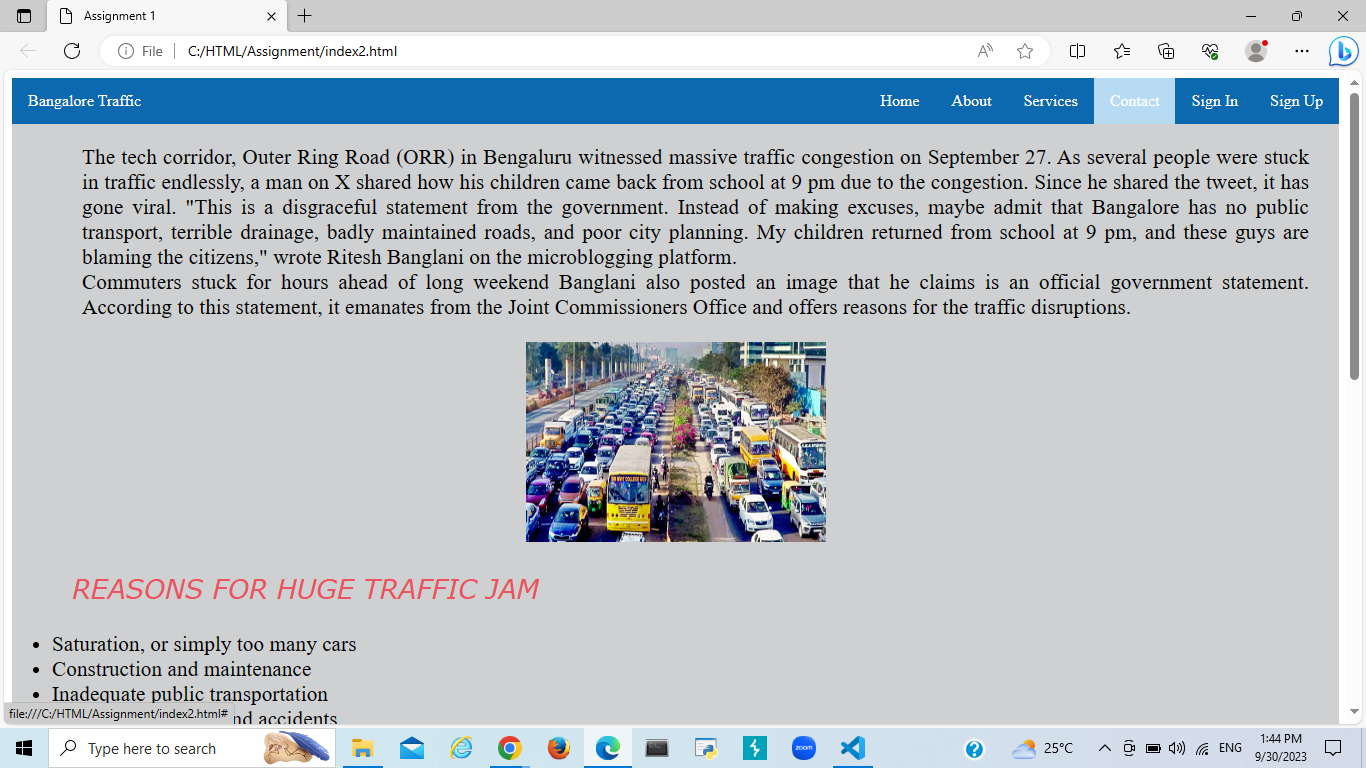 Assignment 1
File
C:/HTML/Assignment/index2.html
Bangalore Traffic
Home
About
Services
Contact
Sign In
Sign Up
The tech corridor, Outer Ring Road (ORR) in Bengaluru witnessed massive traffic congestion on September 27. As several people were stuck
in traffic endlessly, a man on X shared how his children came back from school at 9 pm due to the congestion. Since he shared the tweet, it has
gone viral. "This is a disgraceful statement from the government. Instead of making excuses, maybe admit that Bangalore has no public
transport, terrible drainage, badly maintained roads, and poor city planning. My children returned from school at 9 pm, and these guys are
blaming the citizens," wrote Ritesh Banglani on the microblogging platform.
Commuters stuck for hours ahead of long weekend Banglani also posted an image that he claims is an official government statement.
According to this statement, it emanates from the Joint Commissioners Office and offers reasons for the traffic disruptions.
COLLEGE BUS
REASONS FOR HUGE TRAFFIC JAM
Saturation, or simply too many cars
Construction and maintenance
Inadequate public transportation
accidents
file:///C:/HTML/Assignment/index2.html#
Type here to search
zoom
25°C
ENG
1:44 PM
9/30/2023